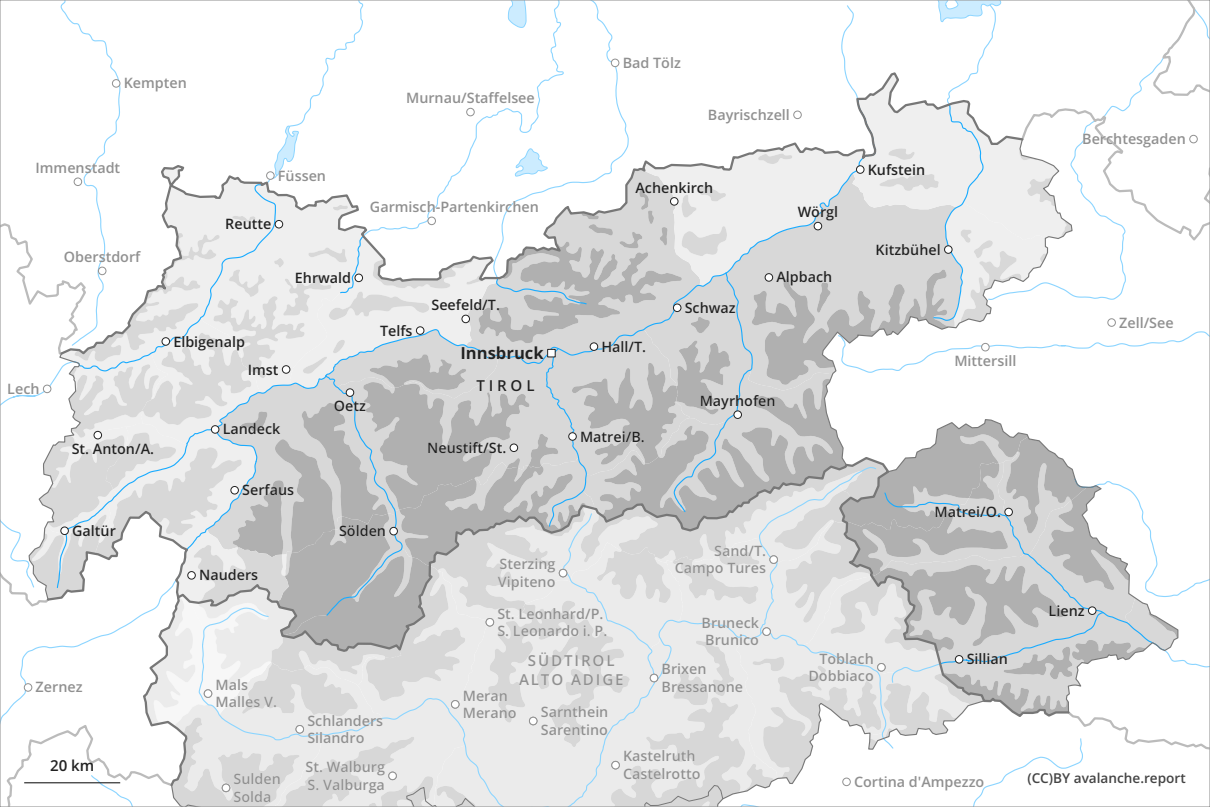 Kempten
Bad Tölz
Murnau/Staffelsee
Bayrischzell
Berchtesgaden
Immenstadt
Füssen
Kufstein
Achenkirch
Garmisch-Partenkirchen
Wörgl
Reutte
Kitzbühel
Oberstdorf
Ehrwald
Alpbach
Seefeld/T.
Schwaz
Zell/See
Telfs
Elbigenalp
Innsbruck
Hall/T.
Mittersill
Imst
TIROL
Lech
Oetz
Mayrhofen
Landeck
Matrei/B.
St. Anton/A.
Neustift/St.
Serfaus
Matrei/O.
Galtür
Sölden
Sand/T.
Campo Tures
Sterzing
Vipiteno
Nauders
Lienz
St. Leonhard/P.
S. Leonardo i. P.
Bruneck
Brunico
SÜDTIROL
ALTO ADIGE
Toblach
Dobbiaco
Sillian
Brixen
Bressanone
Zernez
Mals
Malles V.
Meran
Merano
Sarnthein
Sarentino
Schlanders
Silandro
Kastelruth
Castelrotto
20 km
St. Walburg
S. Valburga
Sulden
Solda
Cortina d'Ampezzo
(CC)BY avalanche.report